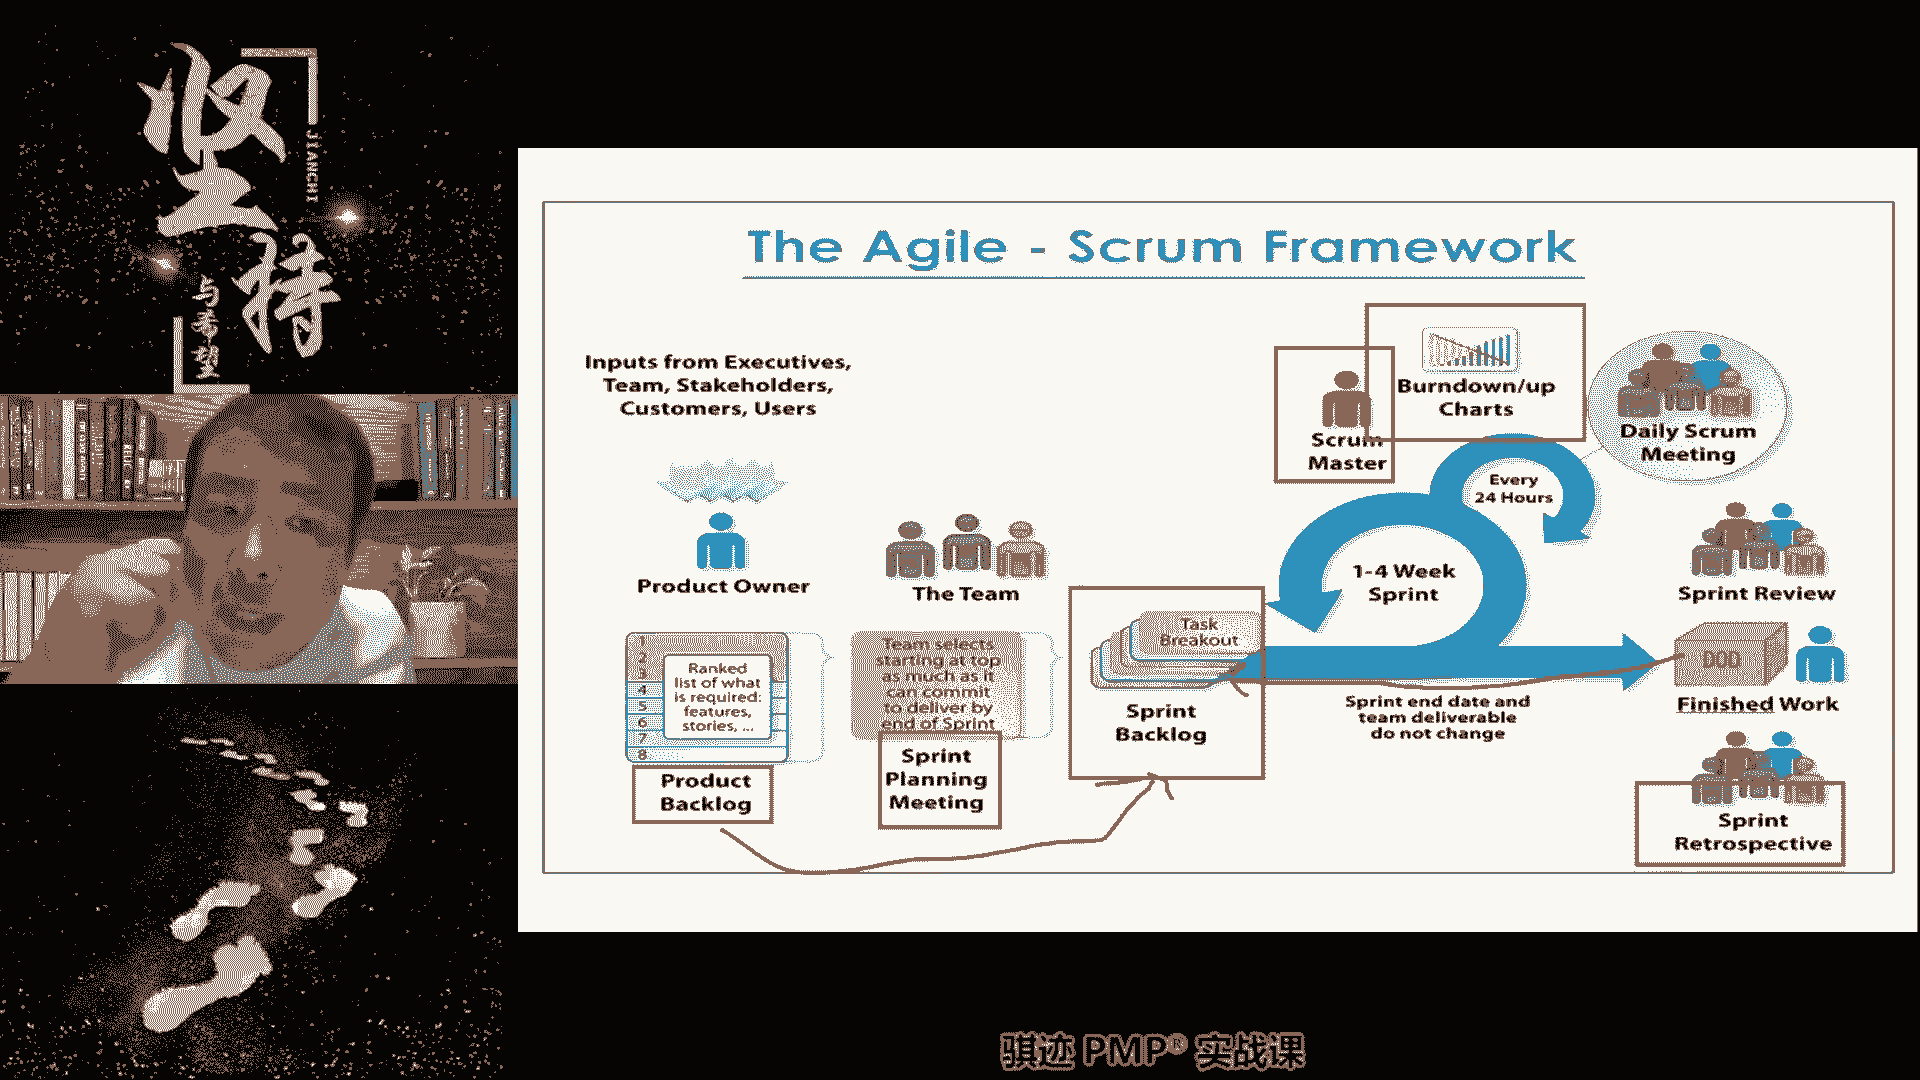 坚
持
JIANCHI
与希望
The Agile - Scrum Framework
Inputs from Executives,
Team, Stakeholders,
Customers, Users
Product Owner
The Team
1
2
3
4
5
6
7
8
Ranked
list of what
is required:
features,
stories, ...
Product
Backlog
Team selects
starting at top
as much as it
can commit
to deliver by
end of Sprint
Sprint
Planning
Meeting
Task
Breakout
Sprint
Backlog
Scrum
Master
Burndown/up
Charts
Every
24 Hours
1-4 Week
Sprint
Sprint end date and
team deliverable
do not change
Daily Scrum
Meeting
Sprint Review
DOD
Finished Work
Sprint
Retrospective
骐迹 PMP® 实战课